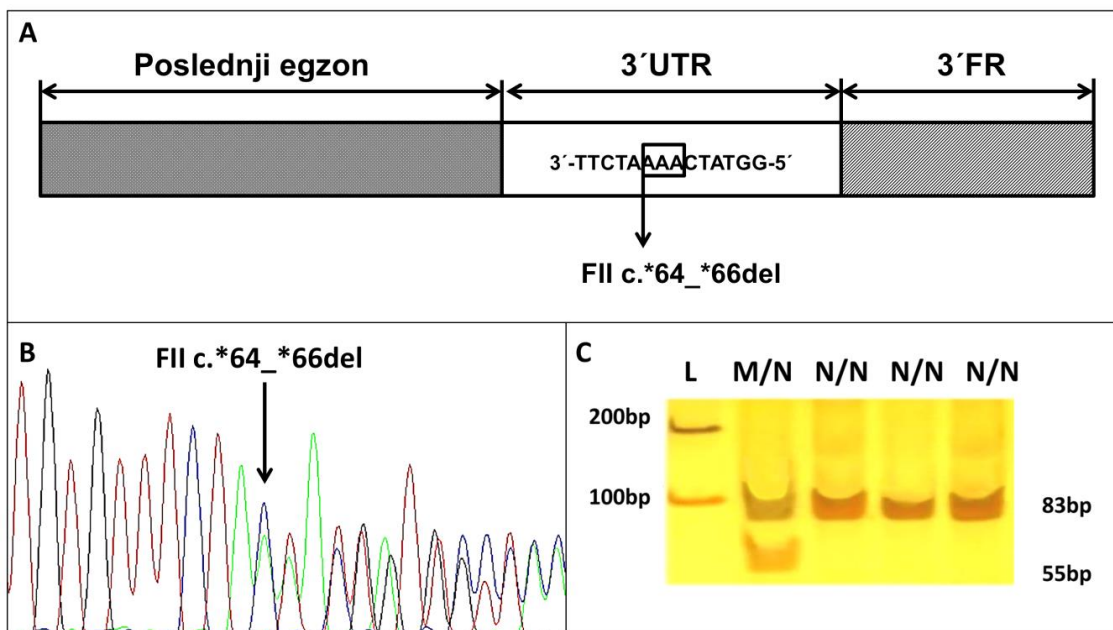 A
Poslednji egzon 3´UTR 3´FR
3´-TTCTAAAACTATGG-5´
FII c.*64_*66del
B
FII c.*64_*66del
C
L M/N N/N N/N N/N
200bp
100bp
83bp
55bp